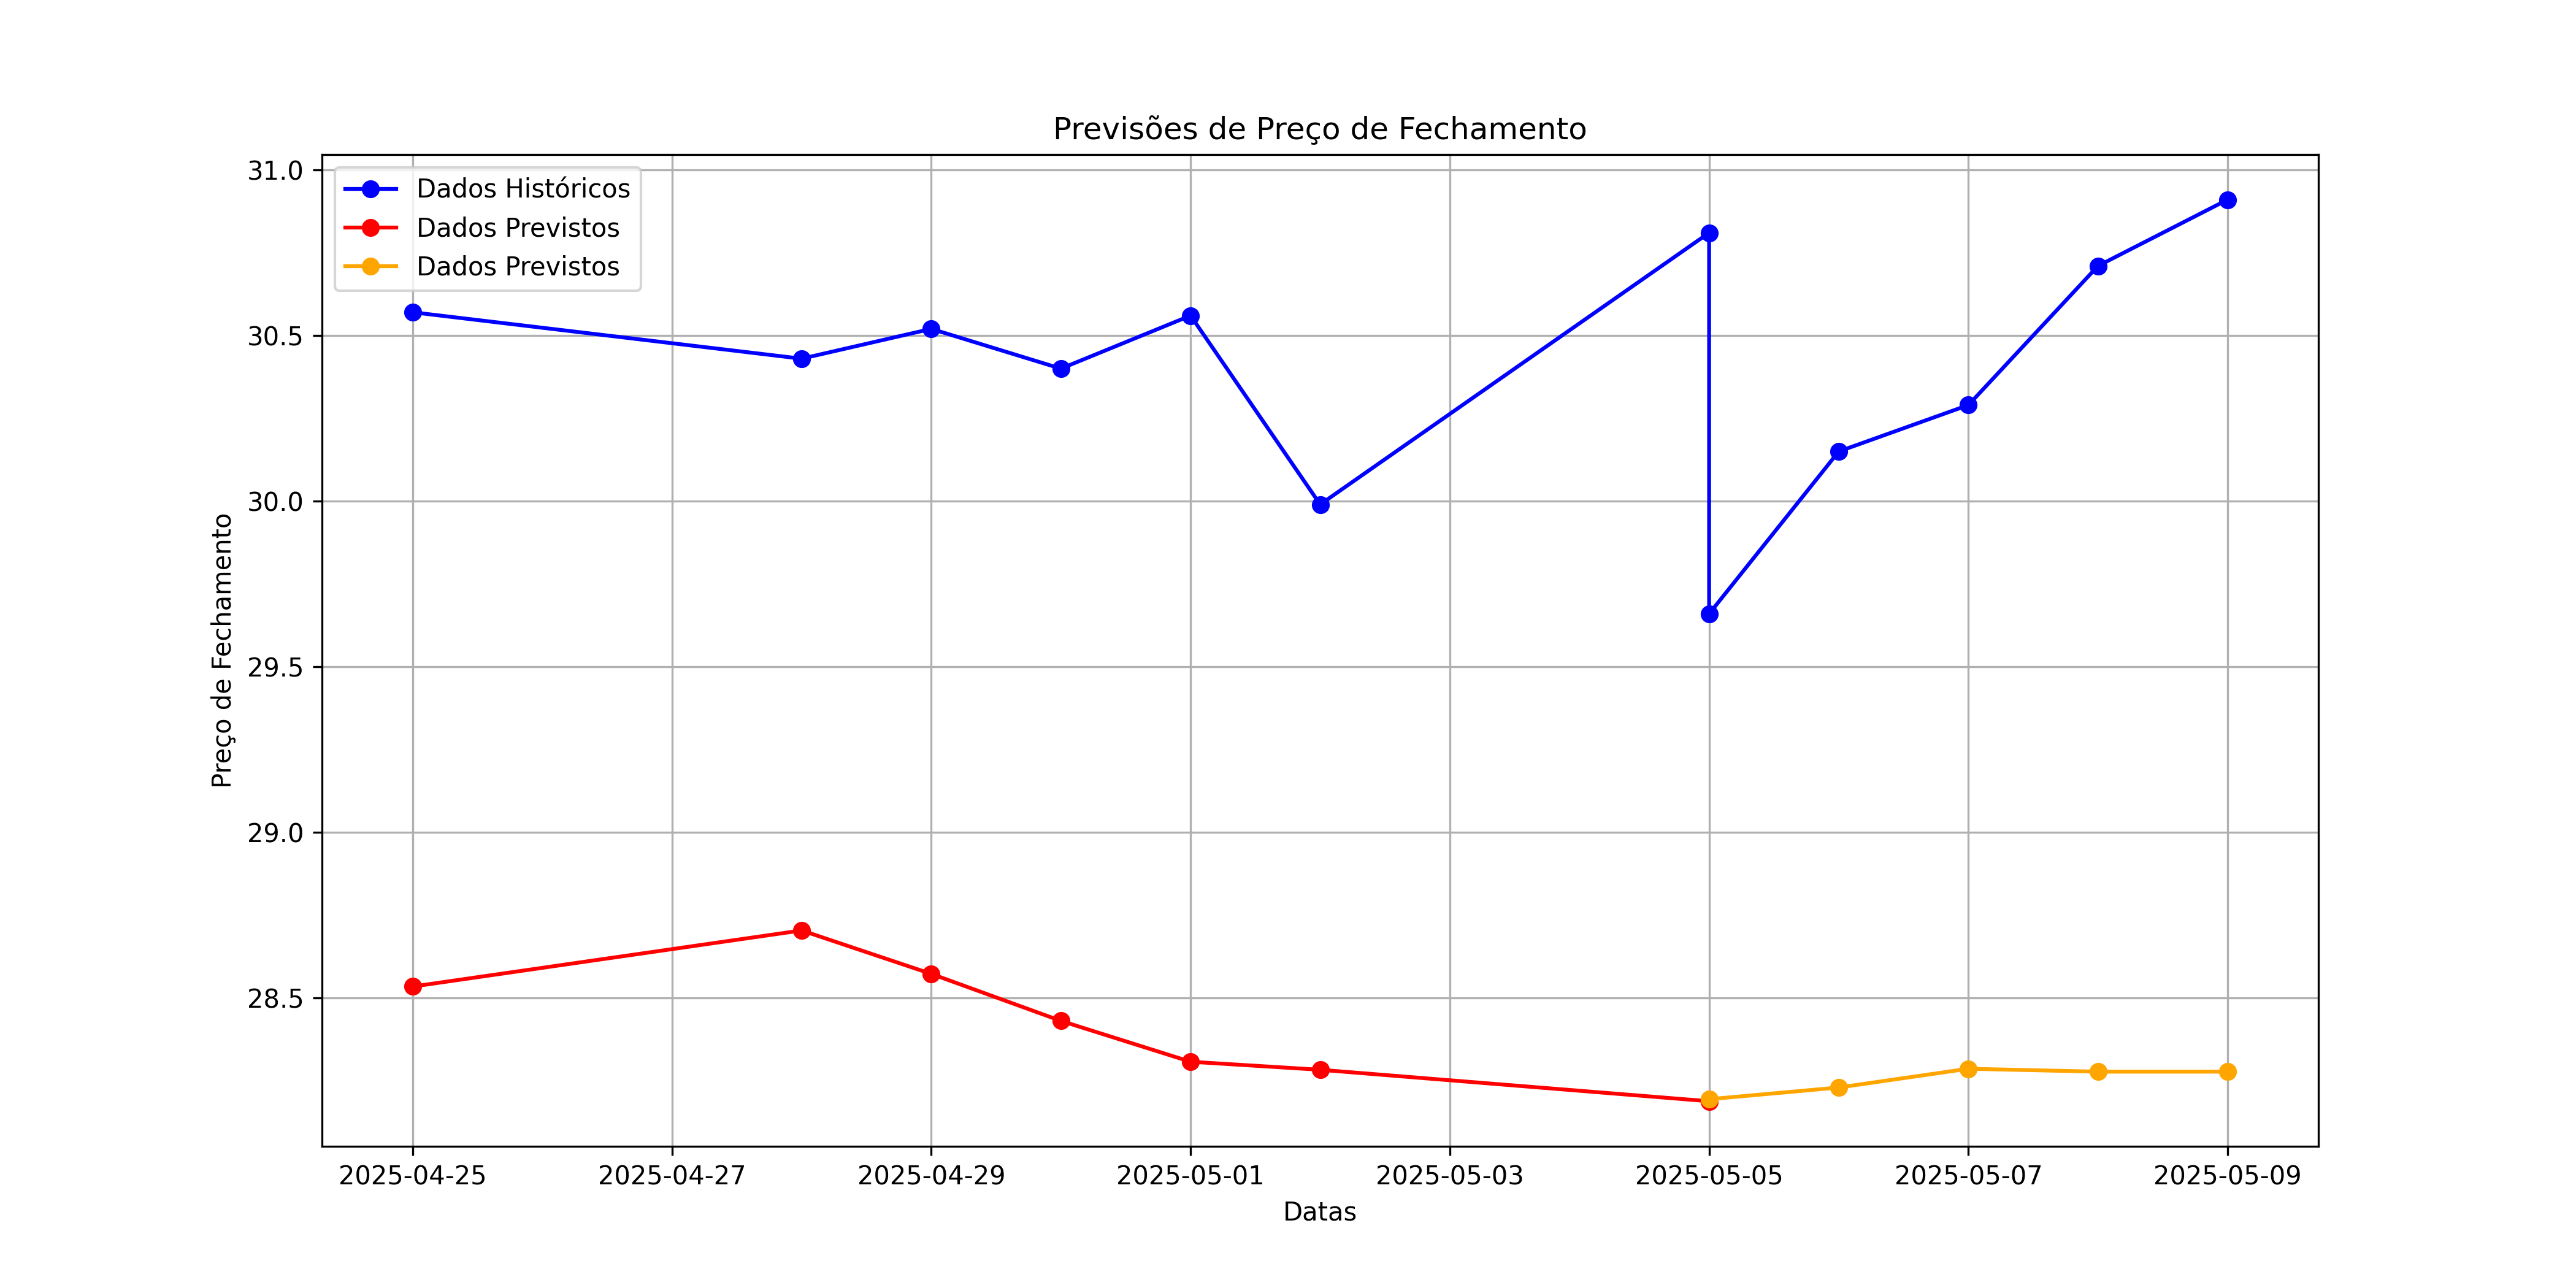 Previsões de Preço de Fechamento
Dados Históricos
Dados Previstos
Dados Previstos
Preço de Fechamento
31.0
30.5
30.0
29.5
29.0
28.5
2025-04-25 2025-04-27 2025-04-29 2025-05-01 2025-05-03 2025-05-05 2025-05-07 2025-05-09
Datas